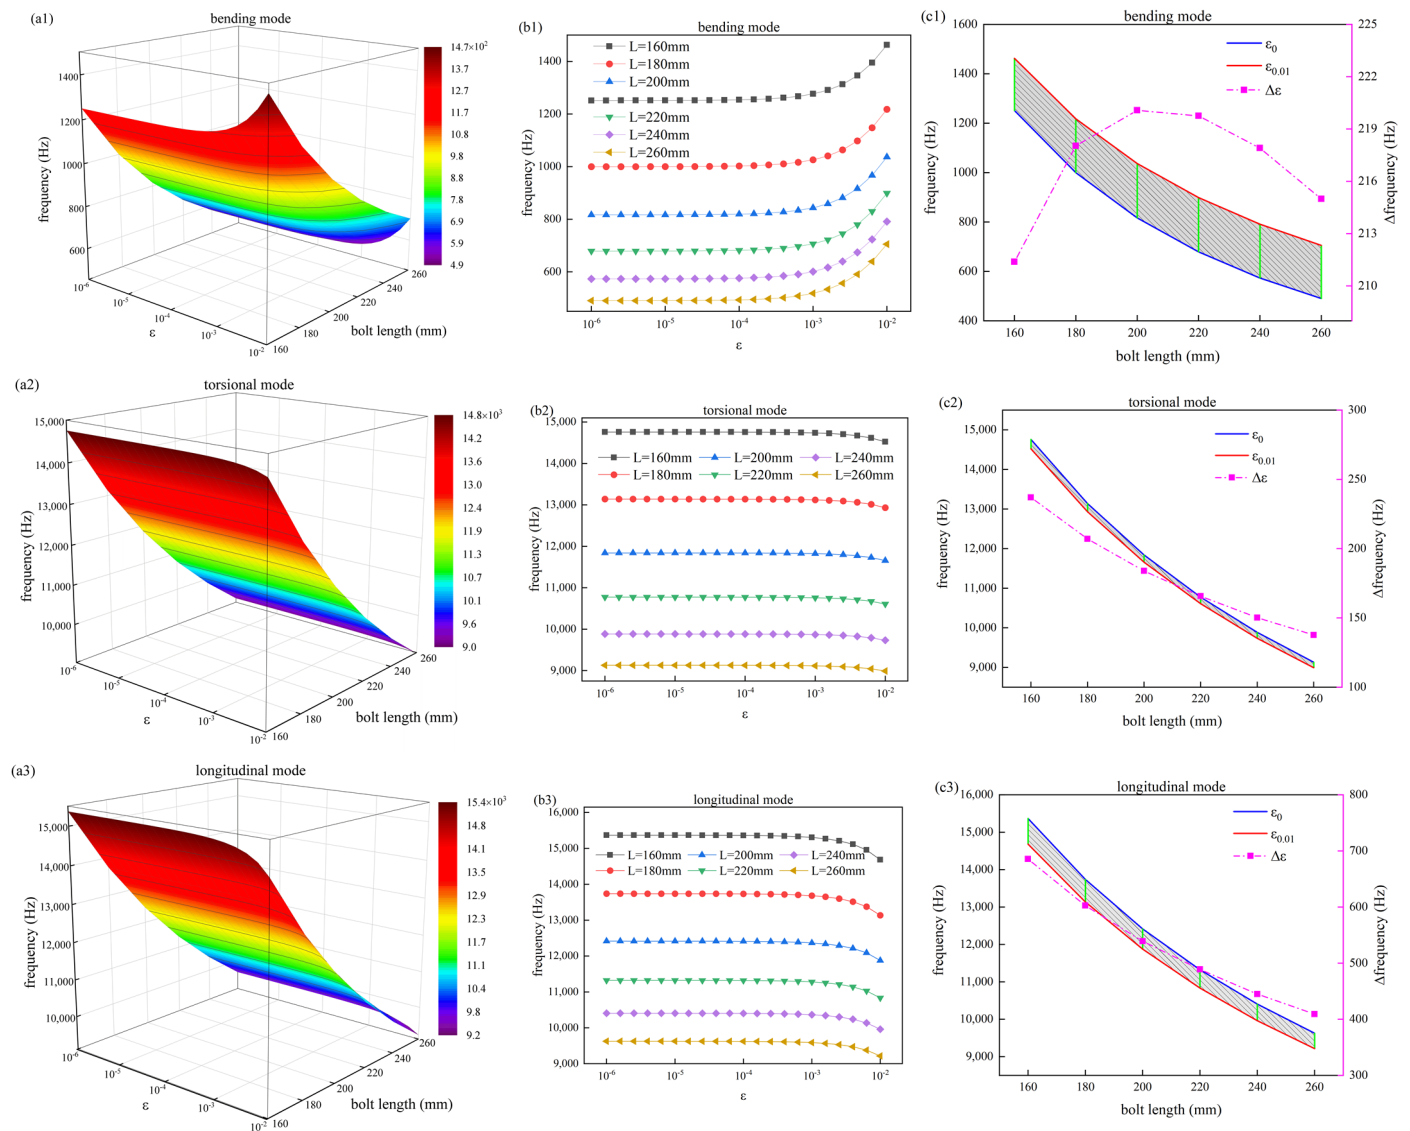 (a1)
bending mode
frequency (Hz)
1400
1200
1000
800
600
10⁻⁶
10⁻⁵
10⁻⁴
10⁻³
10⁻²
ε
160
180
200
220
240
260
bolt length (mm)
14.7×10²
13.7
12.7
11.7
10.8
9.8
8.8
7.8
6.9
5.9
4.9
(b1)
bending mode
frequency (Hz)
1400
1200
1000
800
600
L=160mm
L=180mm
L=200mm
L=220mm
L=240mm
L=260mm
10⁻⁶
10⁻⁵
10⁻⁴
10⁻³
10⁻²
ε
(c1)
bending mode
frequency (Hz)
1600
1400
1200
1000
800
600
400
ε₀
ε₀.₀₁
Δε
225
222
219
216
213
210
Δfrequency (Hz)
160
180
200
220
240
260
bolt length (mm)
(a2)
torsional mode
frequency (Hz)
15,000
14,000
13,000
12,000
11,000
10,000
10⁻⁶
10⁻⁵
10⁻⁴
10⁻³
10⁻²
ε
160
180
200
220
240
260
bolt length (mm)
14.8×10³
14.2
13.6
13.0
12.4
11.9
11.3
10.7
10.1
9.6
9.0
(b2)
torsional mode
frequency (Hz)
15,000
14,000
13,000
12,000
11,000
10,000
9,000
L=160mm L=200mm L=240mm
L=180mm L=220mm L=260mm
10⁻⁶
10⁻⁵
10⁻⁴
10⁻³
10⁻²
ε
(c2)
torsional mode
frequency (Hz)
15,000
14,000
13,000
12,000
11,000
10,000
9,000
ε₀
ε₀.₀₁
Δε
300
250
200
150
100
Δfrequency (Hz)
160
180
200
220
240
260
bolt length (mm)
(a3)
longitudinal mode
frequency (Hz)
15,000
14,000
13,000
12,000
11,000
10,000
10⁻⁶
10⁻⁵
10⁻⁴
10⁻³
10⁻²
ε
160
180
200
220
240
260
bolt length (mm)
15.4×10³
14.8
14.2
13.5
12.9
12.3
11.7
11.1
10.4
9.8
9.2
(b3)
longitudinal mode
frequency (Hz)
16,000
15,000
14,000
13,000
12,000
11,000
10,000
9,000
L=160mm L=200mm L=240mm
L=180mm L=220mm L=260mm
10⁻⁶
10⁻⁵
10⁻⁴
10⁻³
10⁻²
ε
(c3)
longitudinal mode
frequency (Hz)
16,000
15,000
14,000
13,000
12,000
11,000
10,000
9,000
ε₀
ε₀.₀₁
Δε
800
700
600
500
400
300
Δfrequency (Hz)
160
180
200
220
240
260
bolt length (mm)